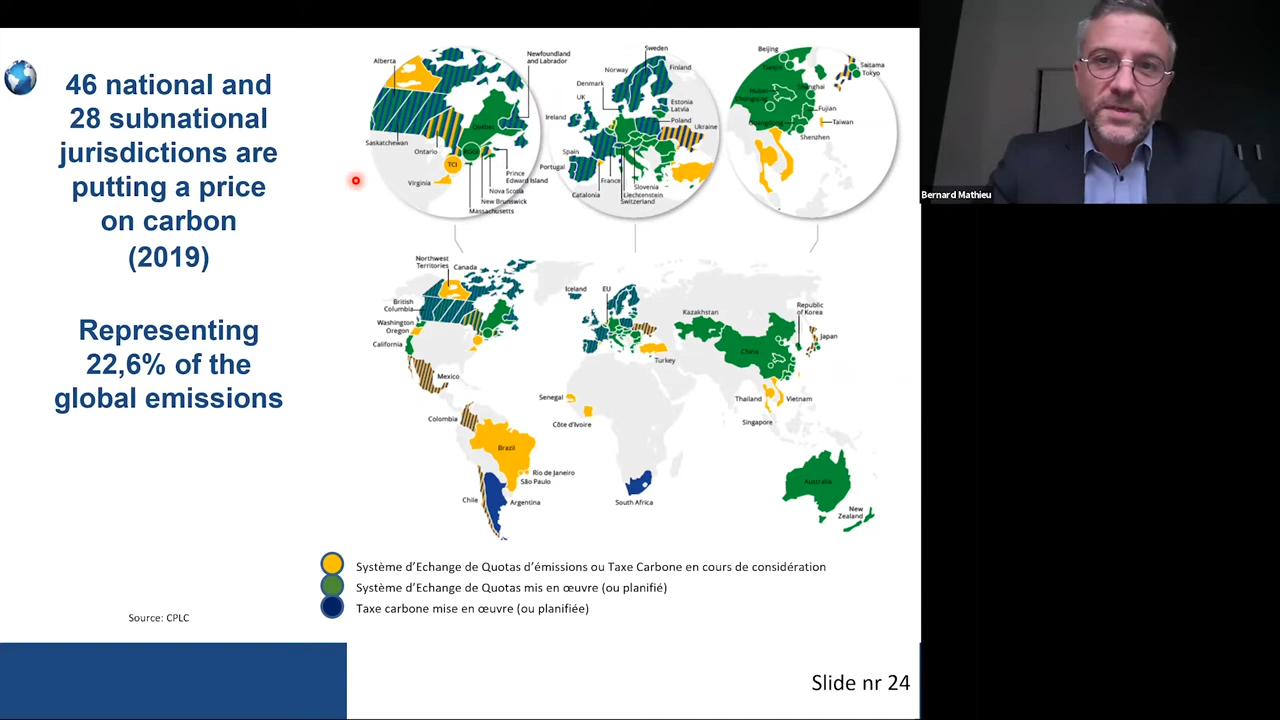 46 national and
28 subnational
jurisdictions are
putting a price
on carbon
(2019)
Representing
22,6% of the
global emissions
Source: CPLC
Alberta
Newfoundland
and Labrador
Québec
Saskatchewan
Ontario
TCI
RGGI
Virginia
Prince
Edward Island
Nova Scotia
New Brunswick
Massachusetts
Sweden
Norway
Finland
Denmark
UK
Estonia
Latvia
Ireland
Poland
Ukraine
Spain
Portugal
France
Slovenia
Catalonia
Liechtenstein
Switzerland
Beijing
Tianjin
Saitama
Tokyo
Hubei
Shanghai
Chongqing
Fujian
Guangdong
Taiwan
Shenzhen
Northwest
Territories
Canada
British
Columbia
Washington
Oregon
California
Mexico
Colombia
Brazil
Rio de Janeiro
São Paulo
Chile
Argentina
Iceland
EU
Kazakhstan
Republic
of Korea
Japan
China
Turkey
Senegal
Côte d’Ivoire
Thailand
Vietnam
Singapore
South Africa
Australia
New
Zealand
Système d’Echange de Quotas d’émissions ou Taxe Carbone en cours de considération
Système d’Echange de Quotas mis en œuvre (ou planifié)
Taxe carbone mise en œuvre (ou planifiée)
Slide nr 24
Bernard Mathieu